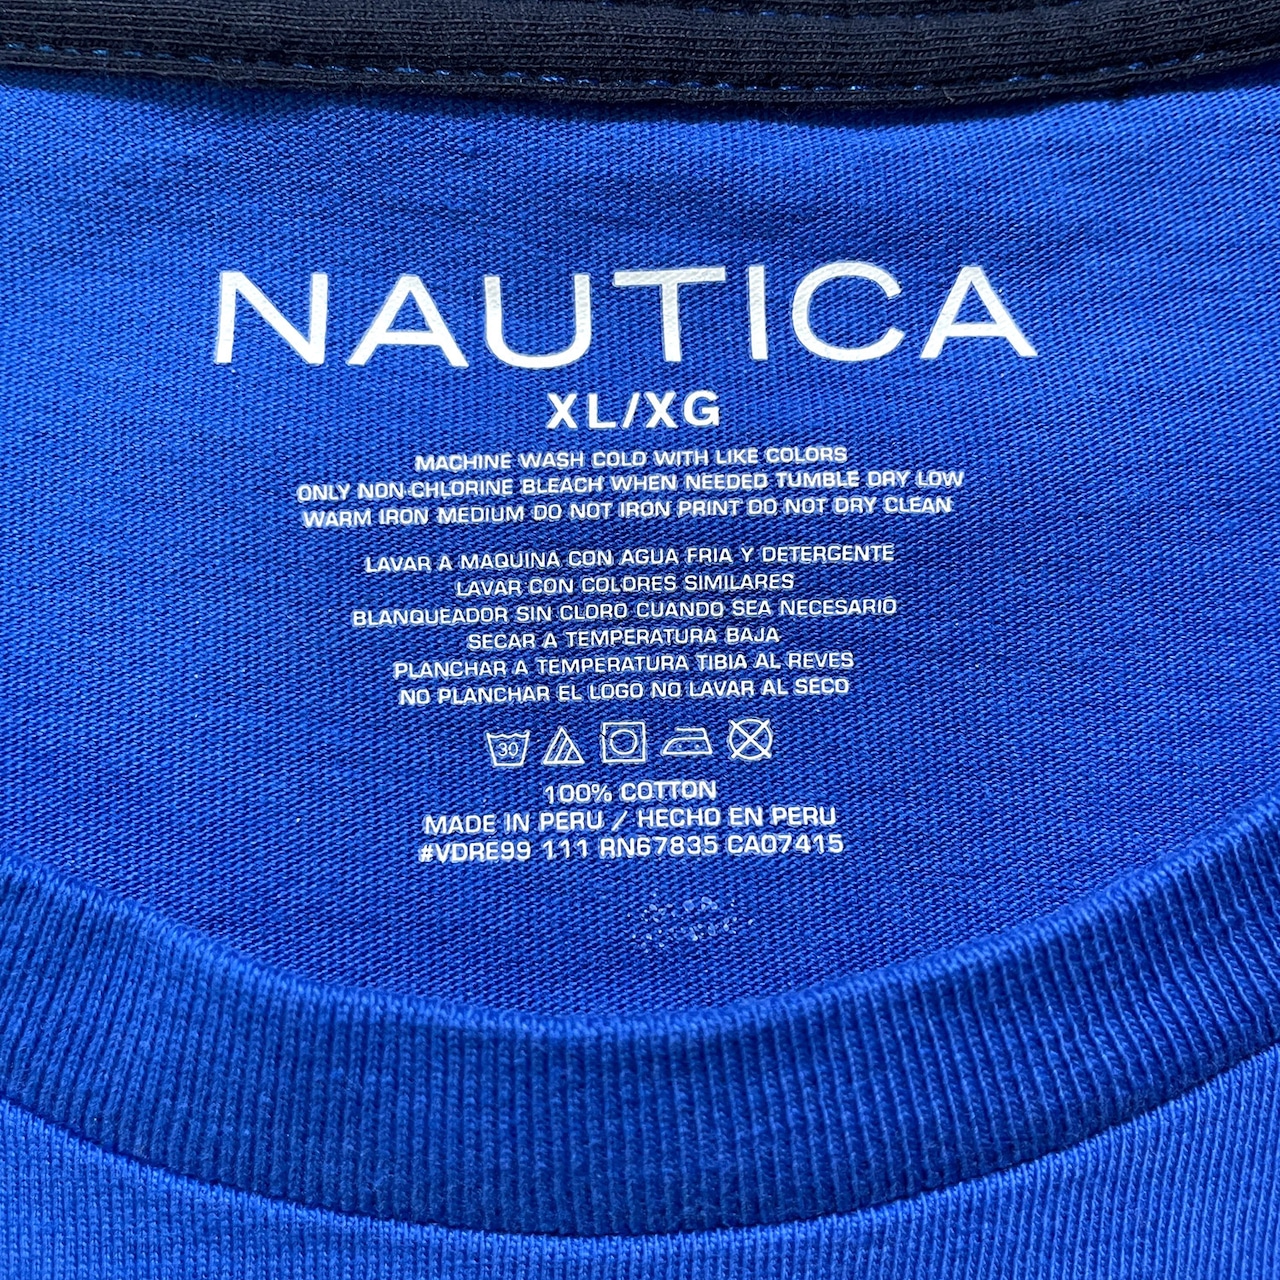 NAUTICA
XL/XG
MACHINE WASH COLD WITH LIKE COLORS
ONLY NON-CHLORINE BLEACH WHEN NEEDED TUMBLE DRY LOW
WARM IRON MEDIUM DO NOT IRON PRINT DO NOT DRY CLEAN
LAVAR A MAQUINA CON AGUA FRIA Y DETERGENTE
LAVAR CON COLORES SIMILARES
BLANQUEADOR SIN CLORO CUANDO SEA NECESARIO
SECAR A TEMPERATURA BAJA
PLANCHAR A TEMPERATURA TIBIA AL REVES
NO PLANCHAR EL LOGO NO LAVAR AL SECO
30
100% COTTON
MADE IN PERU / HECHO EN PERU
#VDRE99 111 RN67835 CA07415